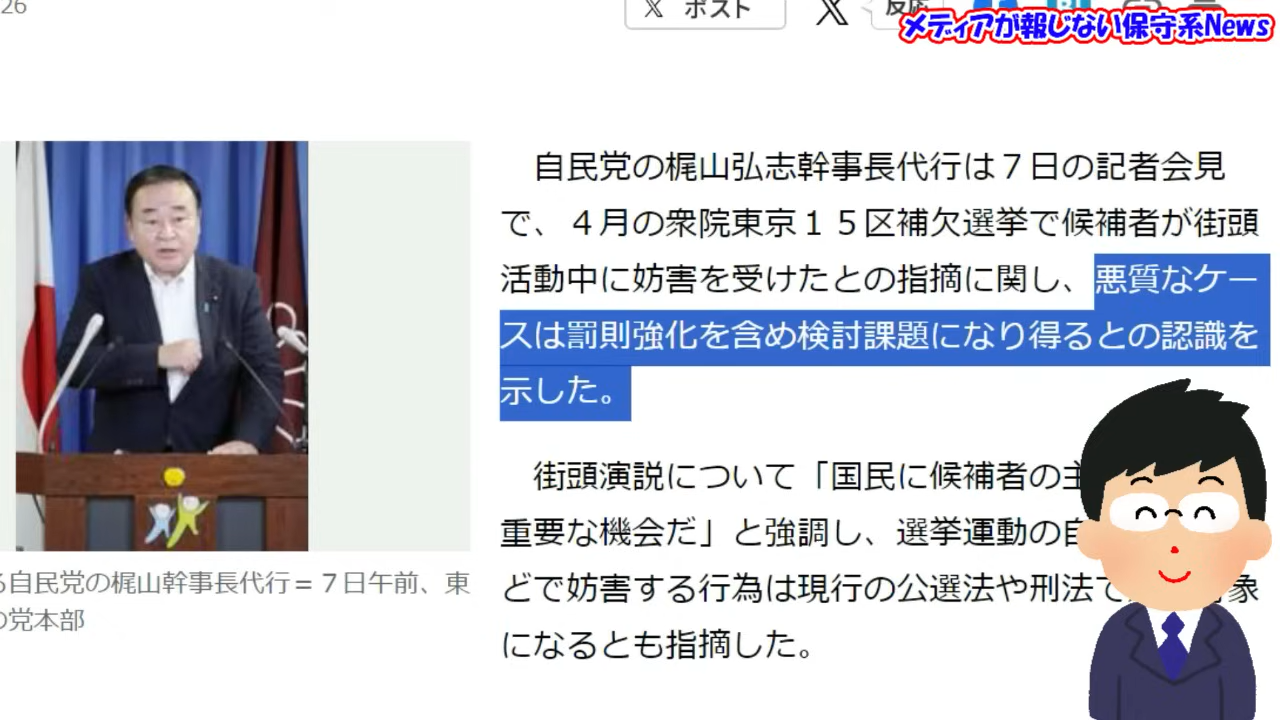 26
ポスト
反応
メディアが報じない保守系News
自民党の梶山弘志幹事長代行は７日の記者会見
で、４月の衆院東京１５区補欠選挙で候補者が街頭
活動中に妨害を受けたとの指摘に関し、悪質なケー
スは罰則強化を含め検討課題になり得るとの認識を
示した。
街頭演説について「国民に候補者の主
重要な機会だ」と強調し、選挙運動の自
どで妨害する行為は現行の公選法や刑法で
象
になるとも指摘した。
る自民党の梶山幹事長代行＝７日午前、東
の党本部